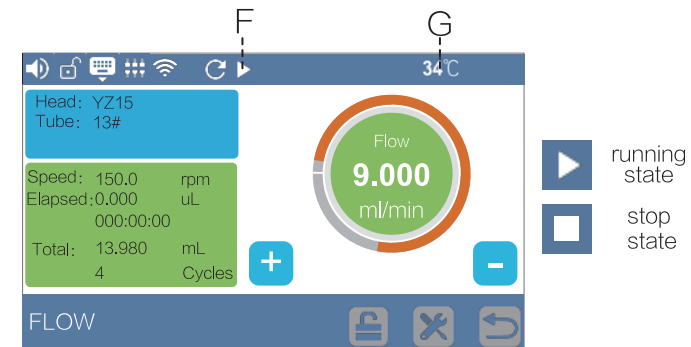 F
G
34℃
Head: YZ15
Tube: 13#
Speed: 150.0 rpm
Elapsed: 0.000 uL
000:00:00
Total: 13.980 mL
4 Cycles
Flow
9.000
ml/min
+
-
FLOW
running
state
stop
state